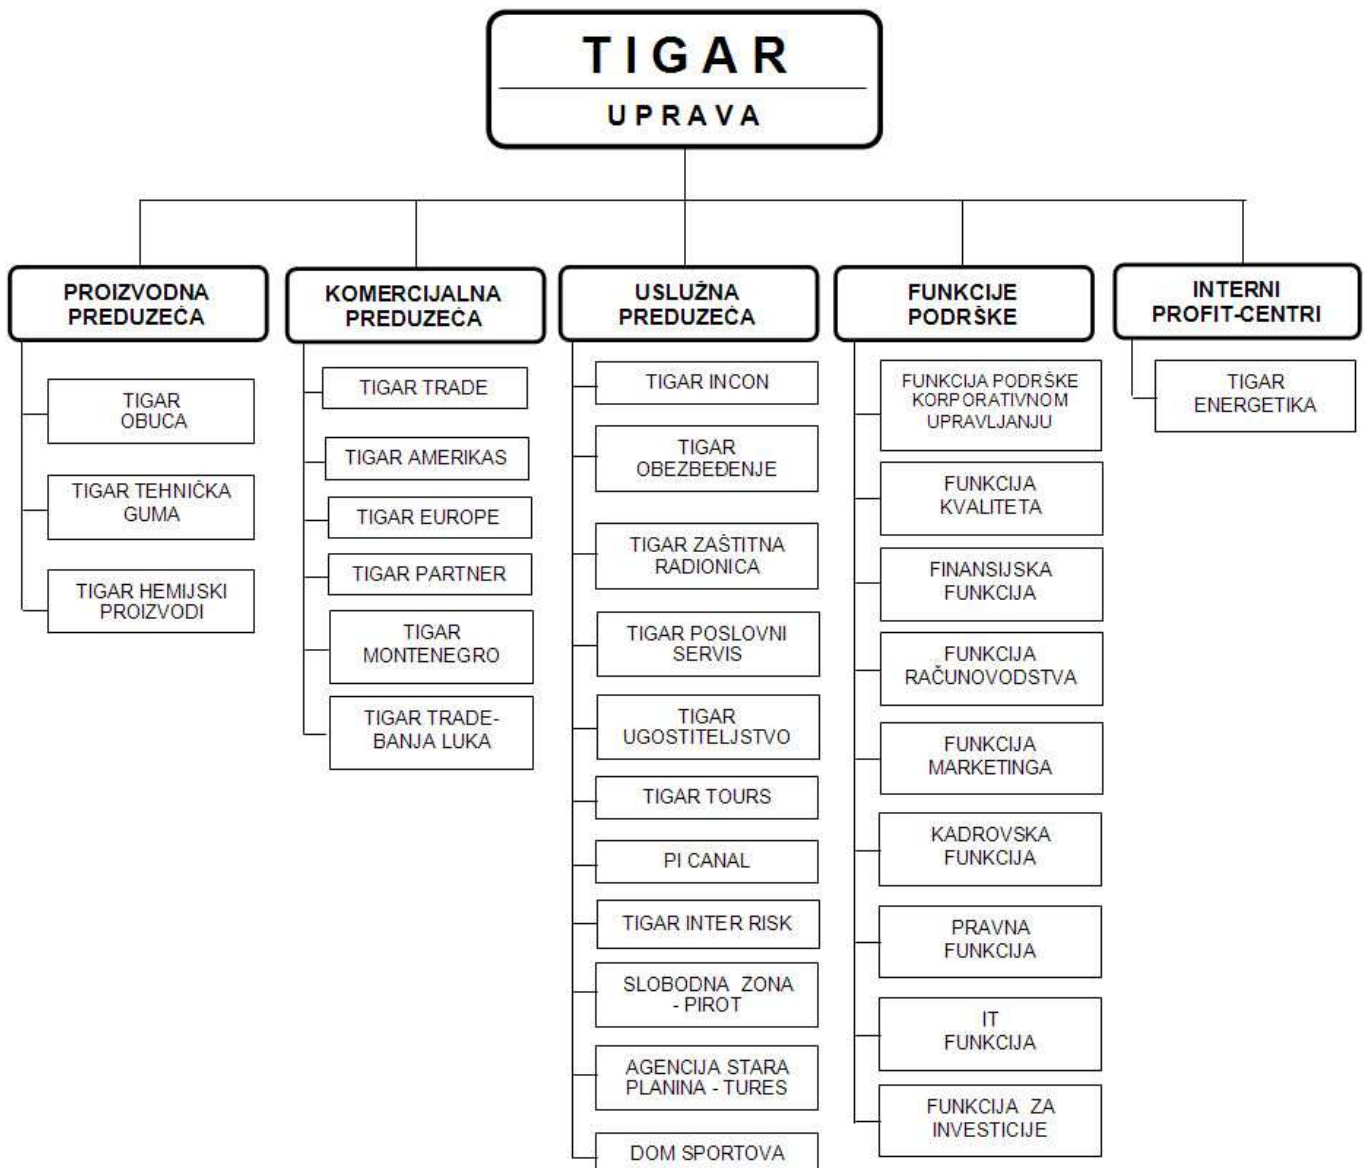 TIGAR
UPRAVA
PROIZVODNA
PREDUZEĆA
TIGAR
OBUĆA
TIGAR TEHNIČKA
GUMA
TIGAR HEMIJSKI
PROIZVODI
KOMERCIJALNA
PREDUZEĆA
TIGAR TRADE
TIGAR AMERIKAS
TIGAR EUROPE
TIGAR PARTNER
TIGAR
MONTENEGRO
TIGAR TRADE-
BANJA LUKA
USLUŽNA
PREDUZEĆA
TIGAR INCON
TIGAR
OBEZBEĐENJE
TIGAR ZAŠTITNA
RADIONICA
TIGAR POSLOVNI
SERVIS
TIGAR
UGOSTITELJSTVO
TIGAR TOURS
PI CANAL
TIGAR INTER RISK
SLOBODNA ZONA
- PIROT
AGENCIJA STARA
PLANINA - TURES
DOM SPORTOVA
FUNKCIJE
PODRŠKE
FUNKCIJA PODRŠKE
KORPORATIVNOM
UPRAVLJANJU
FUNKCIJA
KVALITETA
FINANSIJSKA
FUNKCIJA
FUNKCIJA
RAČUNOVODSTVA
FUNKCIJA
MARKETINGA
KADROVSKA
FUNKCIJA
PRAVNA
FUNKCIJA
IT
FUNKCIJA
FUNKCIJA ZA
INVESTICIJE
INTERNI
PROFIT-CENTRI
TIGAR
ENERGETIKA